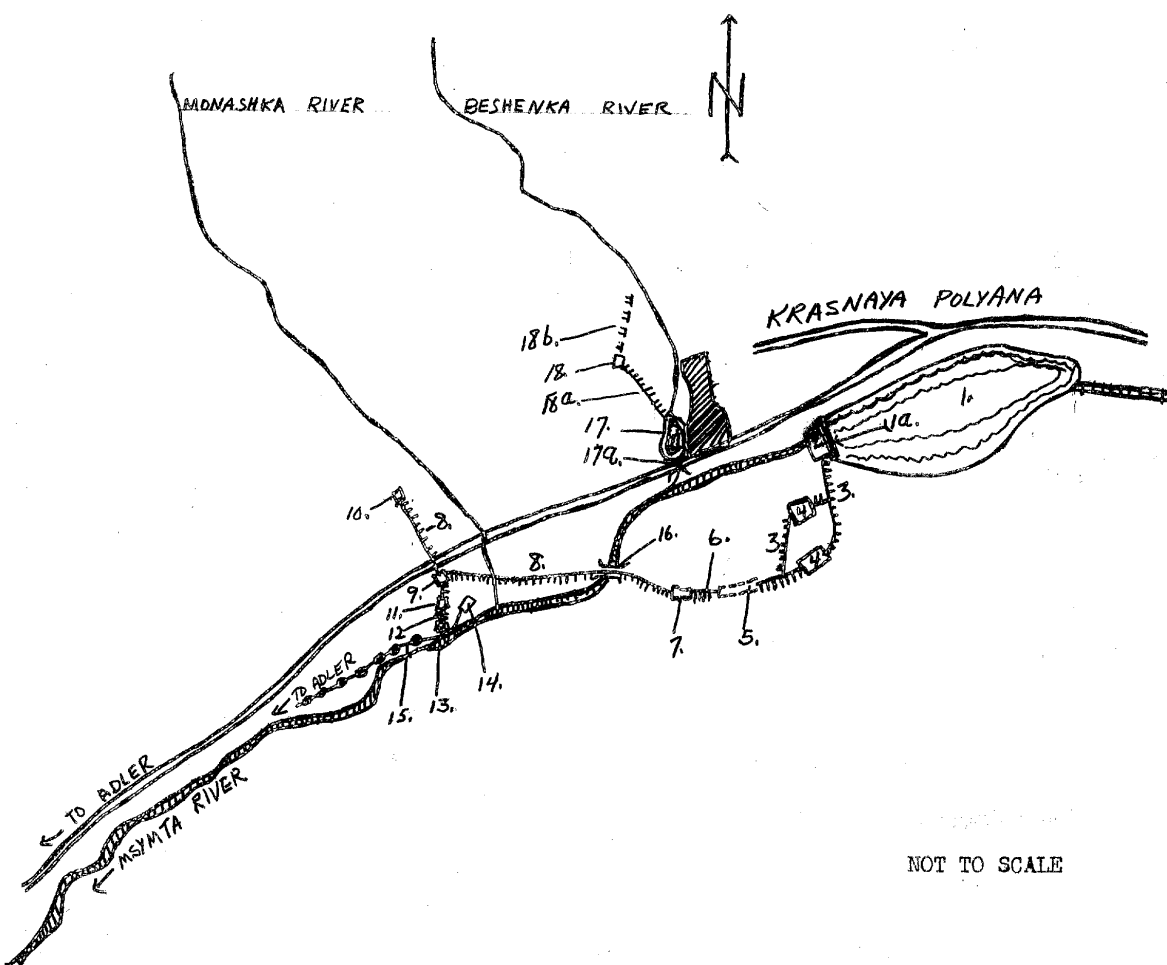 N
MONASHKA RIVER
BESHENKA RIVER
KRASNAYA POLYANA
18b.
18.
18a.
17.
17a.
1.
1a.
2
3.
4
3.
4
10.
8.
16.
6.
8.
9.
11.
12
7.
5.
TO ADLER
15.
13.
14.
TO ADLER
MSYMTA RIVER
NOT TO SCALE